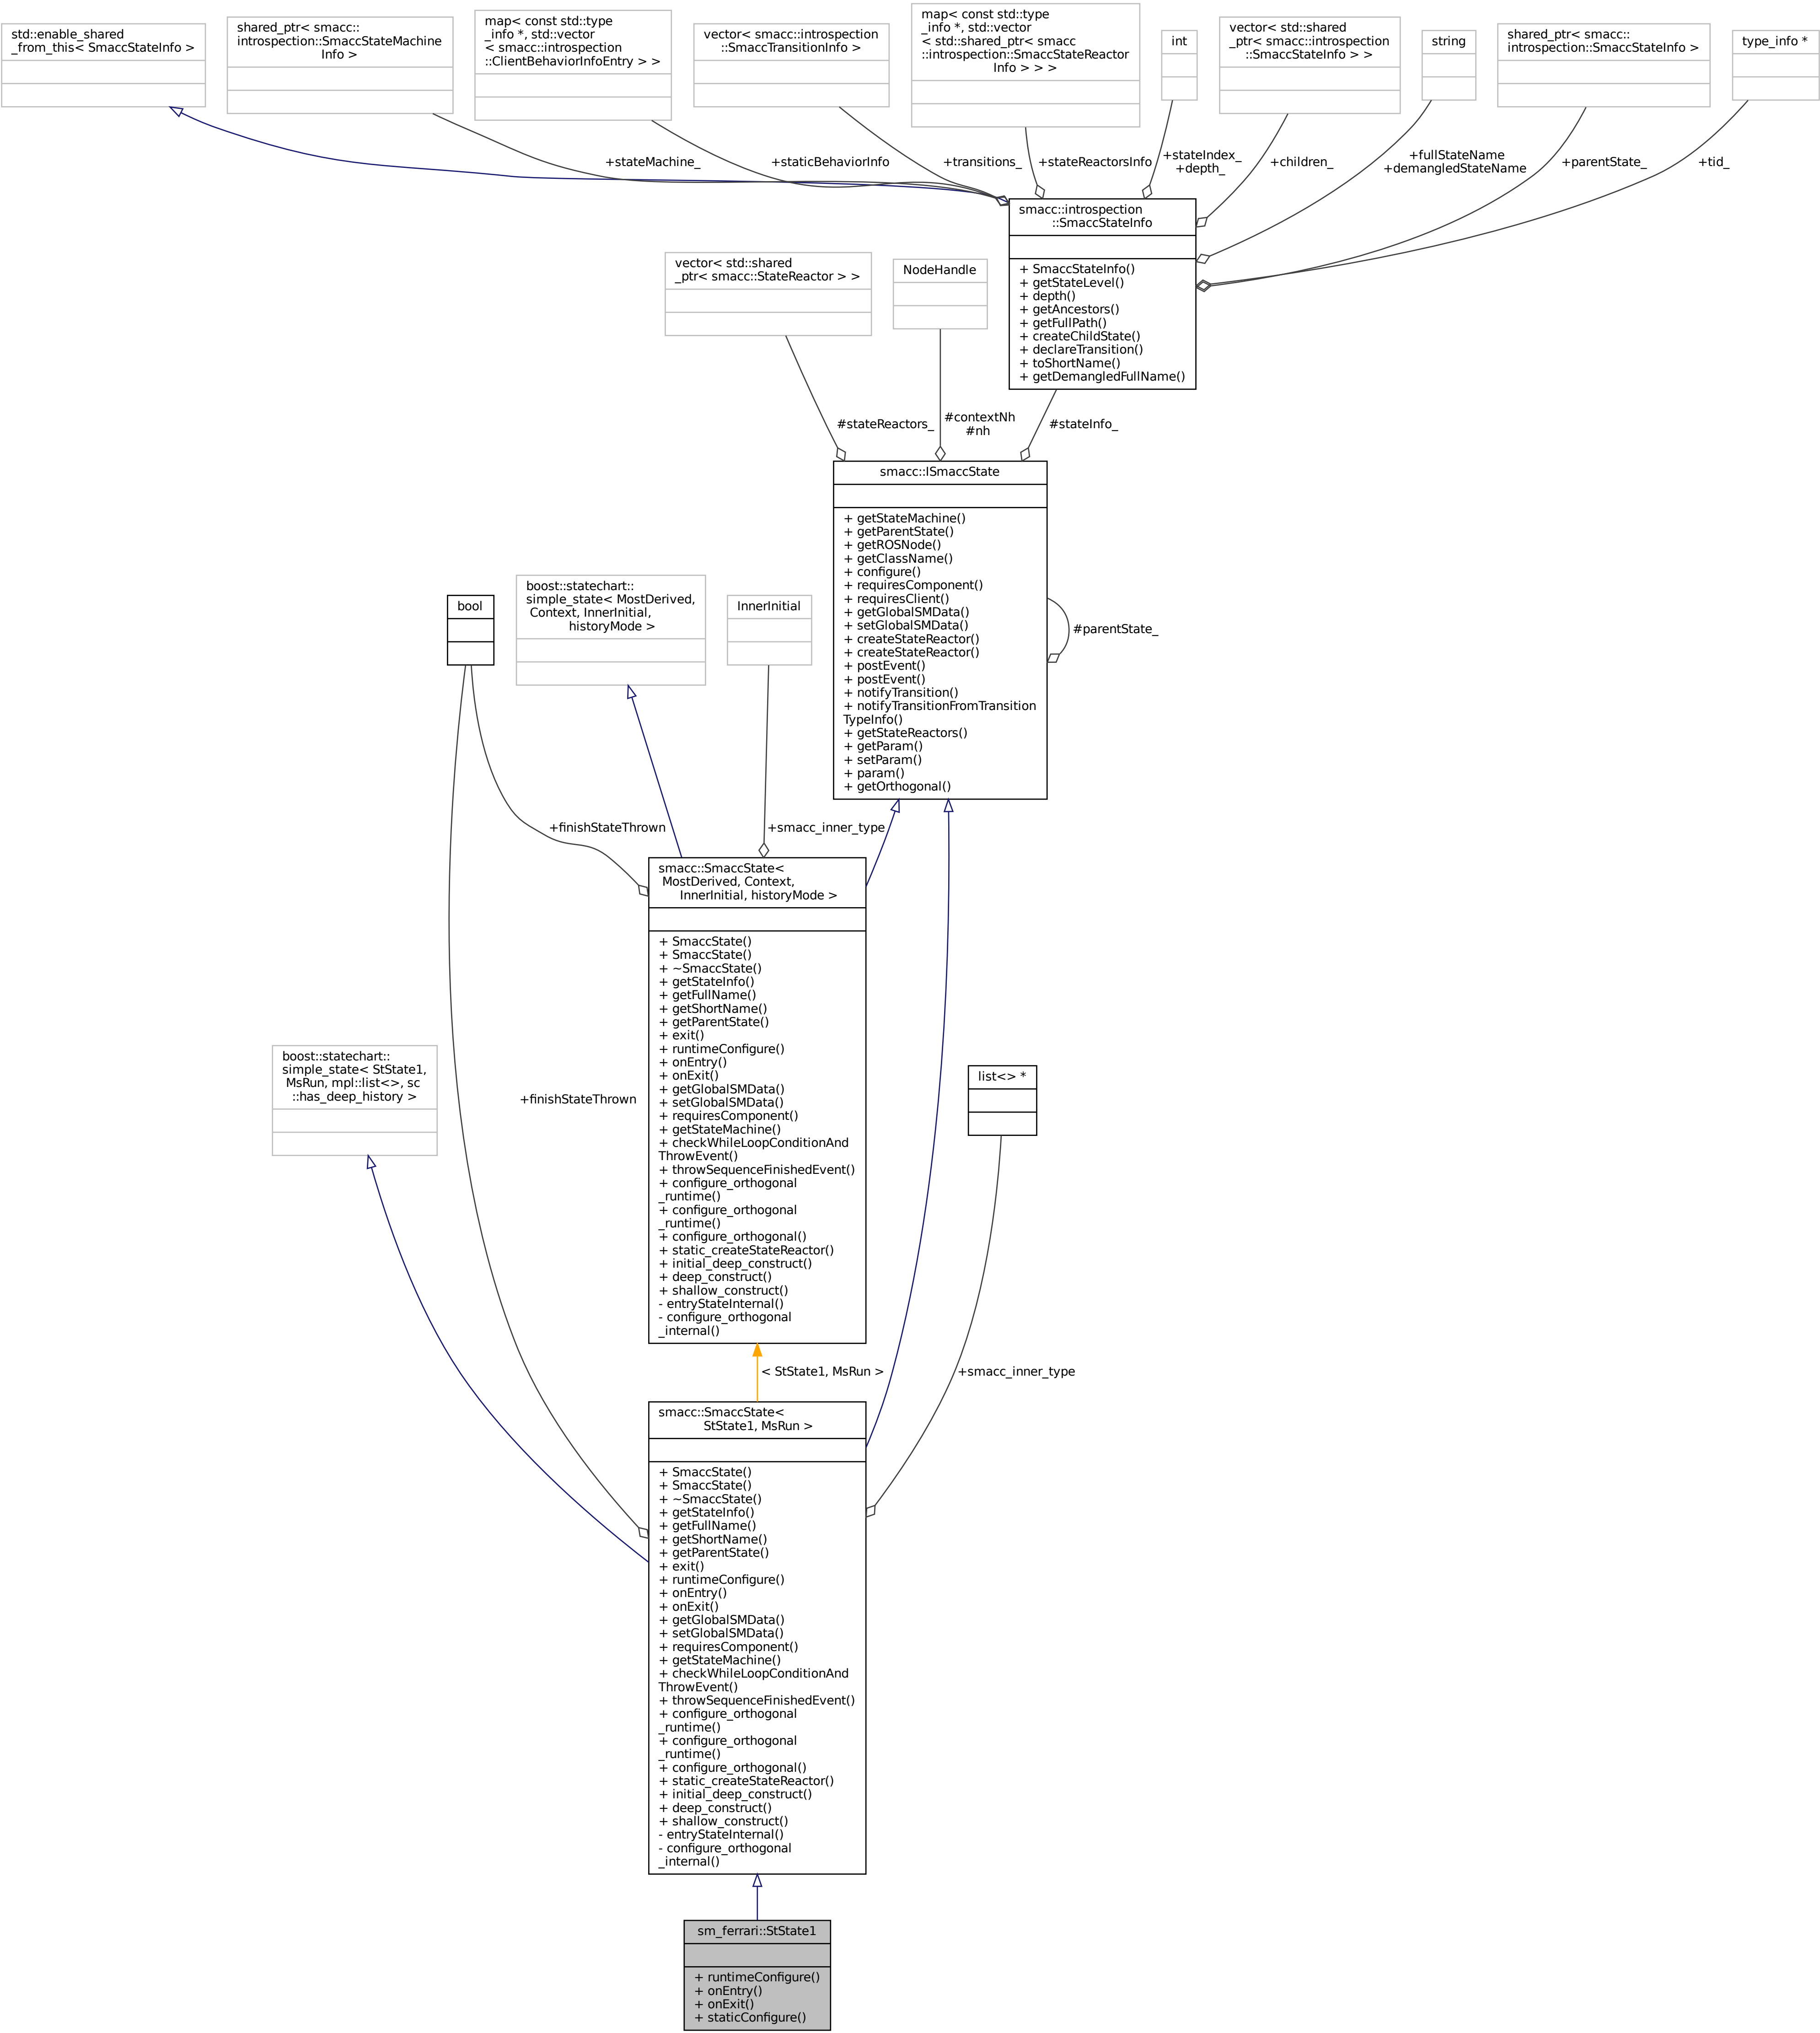 std::enable_shared
_from_this< SmaccStateInfo >
shared_ptr< smacc::
introspection::SmaccStateMachine
Info >
map< const std::type
_info *, std::vector
< smacc::introspection
::ClientBehaviorInfoEntry > >
vector< smacc::introspection
::SmaccTransitionInfo >
map< const std::type
_info *, std::vector
< std::shared_ptr< smacc
::introspection::SmaccStateReactor
Info > > >
int
vector< std::shared
_ptr< smacc::introspection
::SmaccStateInfo > >
string
shared_ptr< smacc::
introspection::SmaccStateInfo >
type_info *
+stateMachine_
+staticBehaviorInfo
+transitions_
+stateReactorsInfo
+stateIndex_
+depth_
+children_
+fullStateName
+demangledStateName
+parentState_
+tid_
smacc::introspection
::SmaccStateInfo
+ SmaccStateInfo()
+ getStateLevel()
+ depth()
+ getAncestors()
+ getFullPath()
+ createChildState()
+ declareTransition()
+ toShortName()
+ getDemangledFullName()
vector< std::shared
_ptr< smacc::StateReactor > >
NodeHandle
#stateReactors_
#contextNh
#nh
#stateInfo_
smacc::ISmaccState
+ getStateMachine()
+ getParentState()
+ getROSNode()
+ getClassName()
+ configure()
+ requiresComponent()
+ requiresClient()
+ getGlobalSMData()
+ setGlobalSMData()
+ createStateReactor()
+ createStateReactor()
+ postEvent()
+ postEvent()
+ notifyTransition()
+ notifyTransitionFromTransition
TypeInfo()
+ getStateReactors()
+ getParam()
+ setParam()
+ param()
+ getOrthogonal()
#parentState_
bool
boost::statechart::
simple_state< MostDerived,
Context, InnerInitial,
historyMode >
InnerInitial
+finishStateThrown
+smacc_inner_type
smacc::SmaccState<
MostDerived, Context,
InnerInitial, historyMode >
+ SmaccState()
+ SmaccState()
+ ~SmaccState()
+ getStateInfo()
+ getFullName()
+ getShortName()
+ getParentState()
+ exit()
+ runtimeConfigure()
+ onEntry()
+ onExit()
+ getGlobalSMData()
+ setGlobalSMData()
+ requiresComponent()
+ getStateMachine()
+ checkWhileLoopConditionAnd
ThrowEvent()
+ throwSequenceFinishedEvent()
+ configure_orthogonal
_runtime()
+ configure_orthogonal
_runtime()
+ configure_orthogonal()
+ static_createStateReactor()
+ initial_deep_construct()
+ deep_construct()
+ shallow_construct()
- entryStateInternal()
- configure_orthogonal
_internal()
boost::statechart::
simple_state< StState1,
MsRun, mpl::list<>, sc
::has_deep_history >
+finishStateThrown
list<> *
< StState1, MsRun >
+smacc_inner_type
smacc::SmaccState<
StState1, MsRun >
+ SmaccState()
+ SmaccState()
+ ~SmaccState()
+ getStateInfo()
+ getFullName()
+ getShortName()
+ getParentState()
+ exit()
+ runtimeConfigure()
+ onEntry()
+ onExit()
+ getGlobalSMData()
+ setGlobalSMData()
+ requiresComponent()
+ getStateMachine()
+ checkWhileLoopConditionAnd
ThrowEvent()
+ throwSequenceFinishedEvent()
+ configure_orthogonal
_runtime()
+ configure_orthogonal
_runtime()
+ configure_orthogonal()
+ static_createStateReactor()
+ initial_deep_construct()
+ deep_construct()
+ shallow_construct()
- entryStateInternal()
- configure_orthogonal
_internal()
sm_ferrari::StState1
+ runtimeConfigure()
+ onEntry()
+ onExit()
+ staticConfigure()